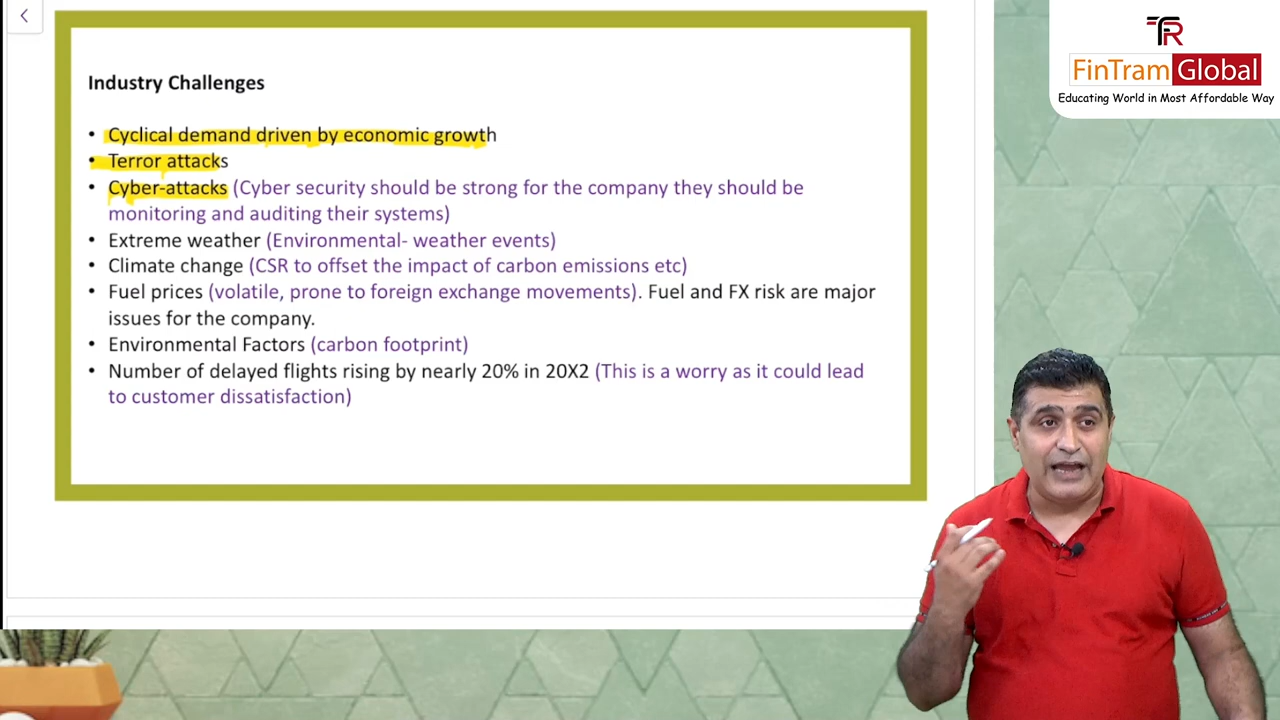 Industry Challenges
• Cyclical demand driven by economic growth
• Terror attacks
• Cyber-attacks (Cyber security should be strong for the company they should be
monitoring and auditing their systems)
• Extreme weather (Environmental- weather events)
• Climate change (CSR to offset the impact of carbon emissions etc)
• Fuel prices (volatile, prone to foreign exchange movements). Fuel and FX risk are major
issues for the company.
• Environmental Factors (carbon footprint)
• Number of delayed flights rising by nearly 20% in 20X2 (This is a worry as it could lead
to customer dissatisfaction)
FinTram Global
Educating World in Most Affordable Way